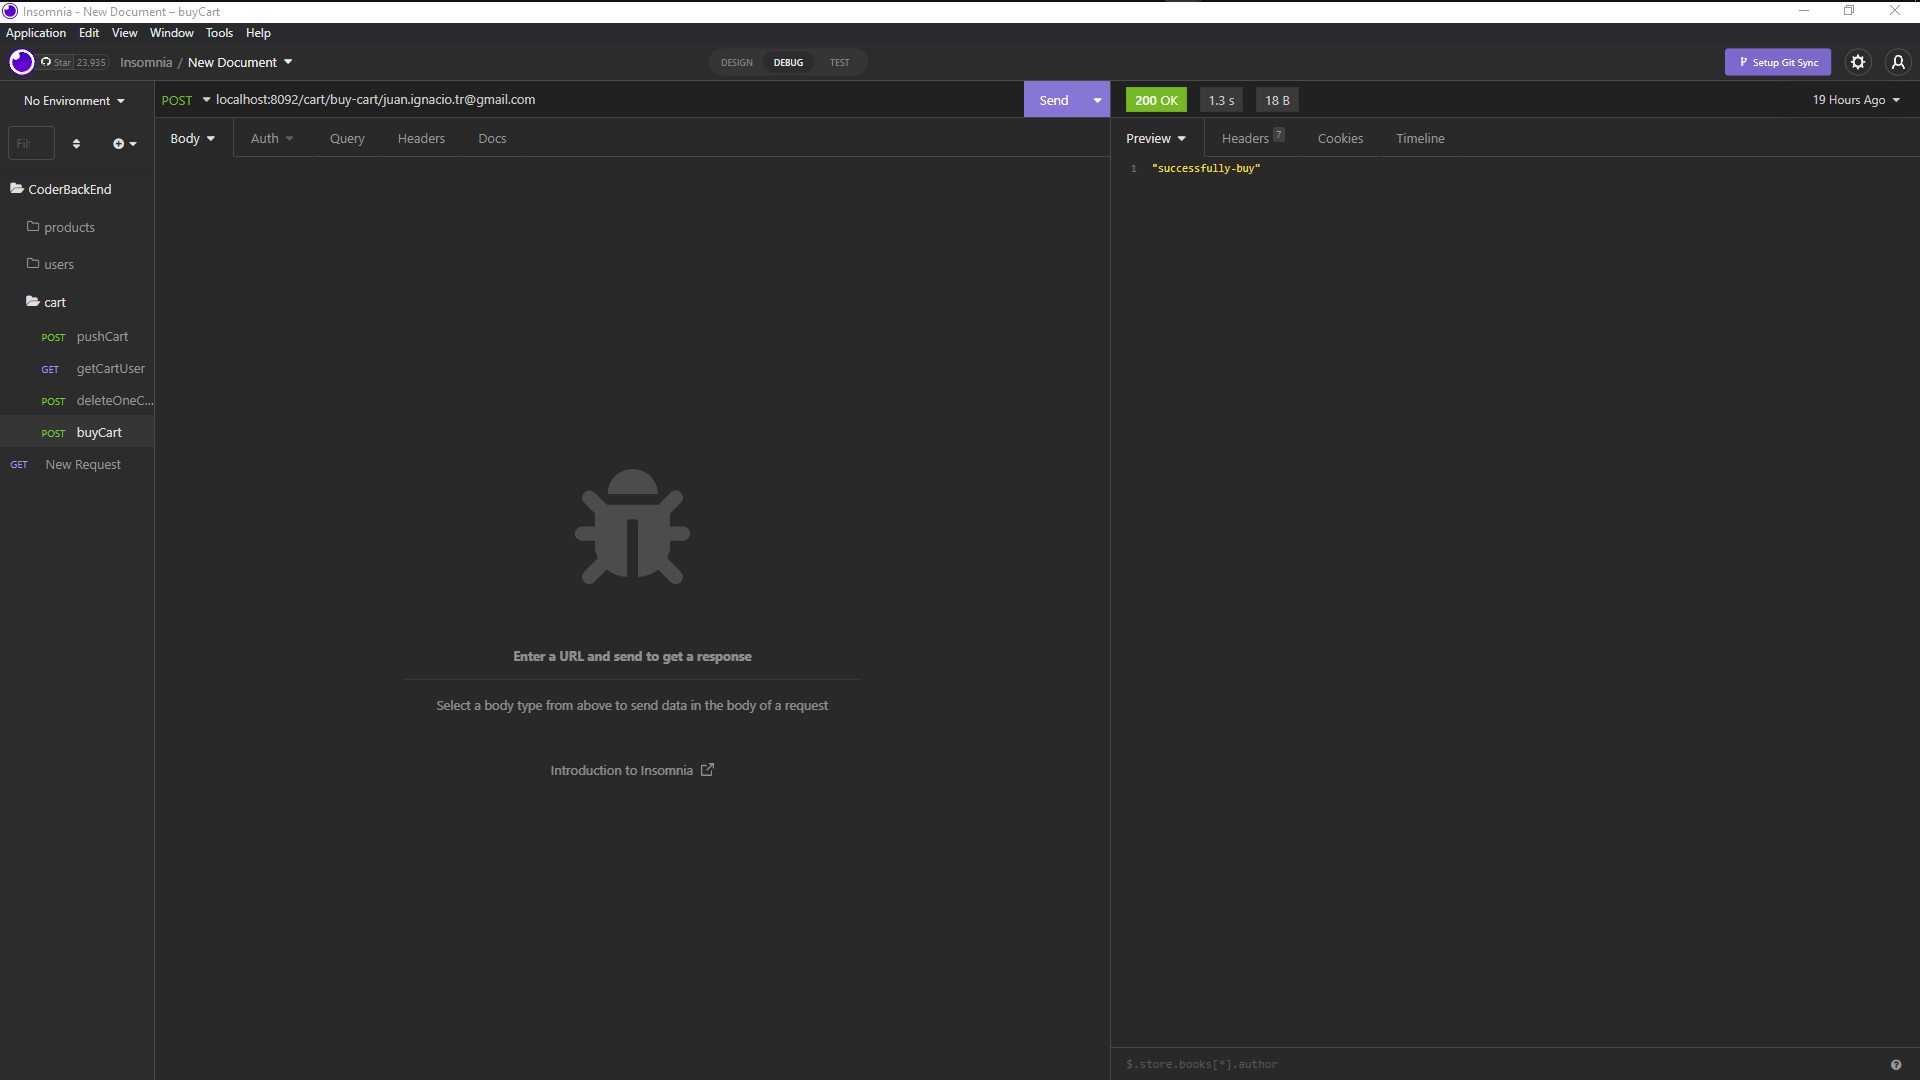 Insomnia - New Document – buyCart
Application Edit View Window Tools Help
Star 23,935 Insomnia / New Document DESIGN DEBUG TEST Setup Git Sync
No Environment
POST localhost:8092/cart/buy-cart/juan.ignacio.tr@gmail.com Send 200 OK 1.3 s 18 B 19 Hours Ago
Body Auth Query Headers Docs Preview Headers 7 Cookies Timeline
1 "successfully-buy"
CoderBackEnd
products
users
cart
POST pushCart
GET getCartUser
POST deleteOneC...
POST buyCart
GET New Request
Enter a URL and send to get a response
Select a body type from above to send data in the body of a request
Introduction to Insomnia
$.store.books[*].author